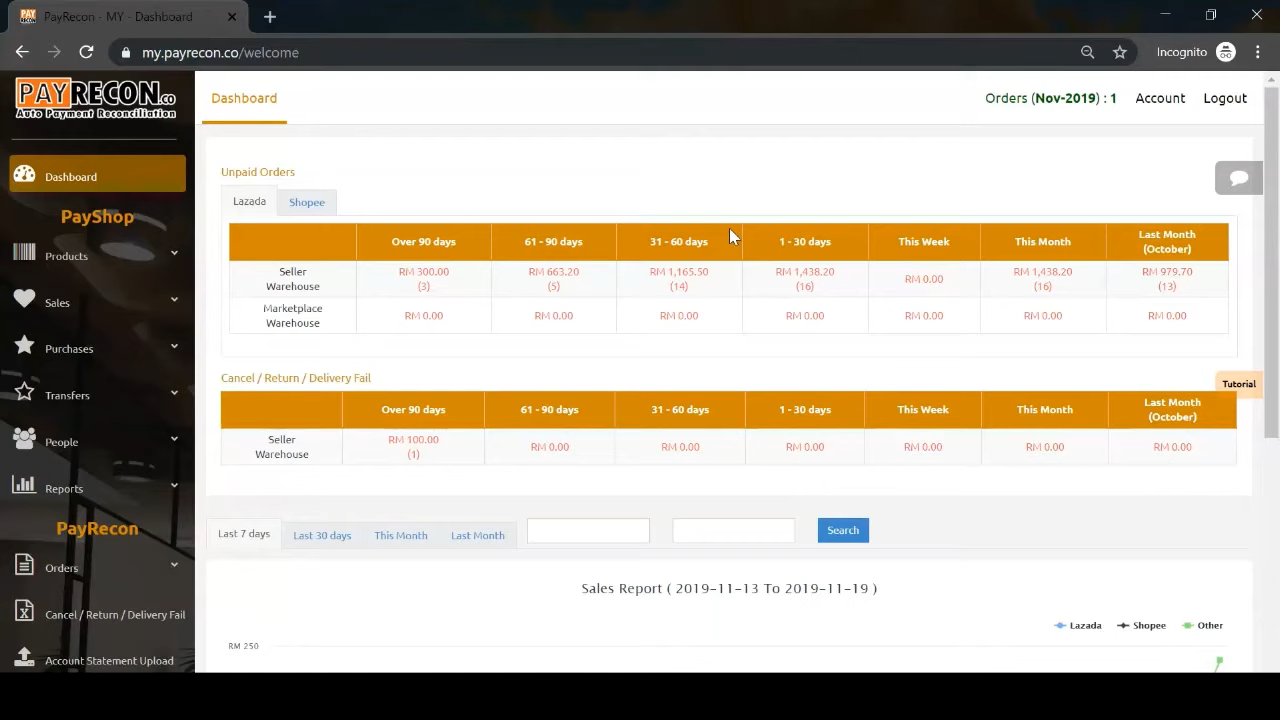 PayRecon - MY - Dashboard
my.payrecon.co/welcome
Incognito
PAYRECON.co
Auto Payment Reconciliation
Dashboard
Orders (Nov-2019) : 1
Account
Logout
Dashboard
PayShop
Products
Sales
Purchases
Transfers
People
Reports
PayRecon
Orders
Cancel / Return / Delivery Fail
Account Statement Upload
Unpaid Orders
Lazada
Shopee
Over 90 days
61 - 90 days
31 - 60 days
1 - 30 days
This Week
This Month
Last Month
(October)
Seller
Warehouse
RM 300.00
(3)
RM 663.20
(5)
RM 1,165.50
(14)
RM 1,438.20
(16)
RM 0.00
RM 1,438.20
(16)
RM 979.70
(13)
Marketplace
Warehouse
RM 0.00
RM 0.00
RM 0.00
RM 0.00
RM 0.00
RM 0.00
RM 0.00
Cancel / Return / Delivery Fail
Tutorial
Over 90 days
61 - 90 days
31 - 60 days
1 - 30 days
This Week
This Month
Last Month
(October)
Seller
Warehouse
RM 100.00
(1)
RM 0.00
RM 0.00
RM 0.00
RM 0.00
RM 0.00
RM 0.00
Last 7 days
Last 30 days
This Month
Last Month
Search
Sales Report ( 2019-11-13 To 2019-11-19 )
Lazada
Shopee
Other
RM 250